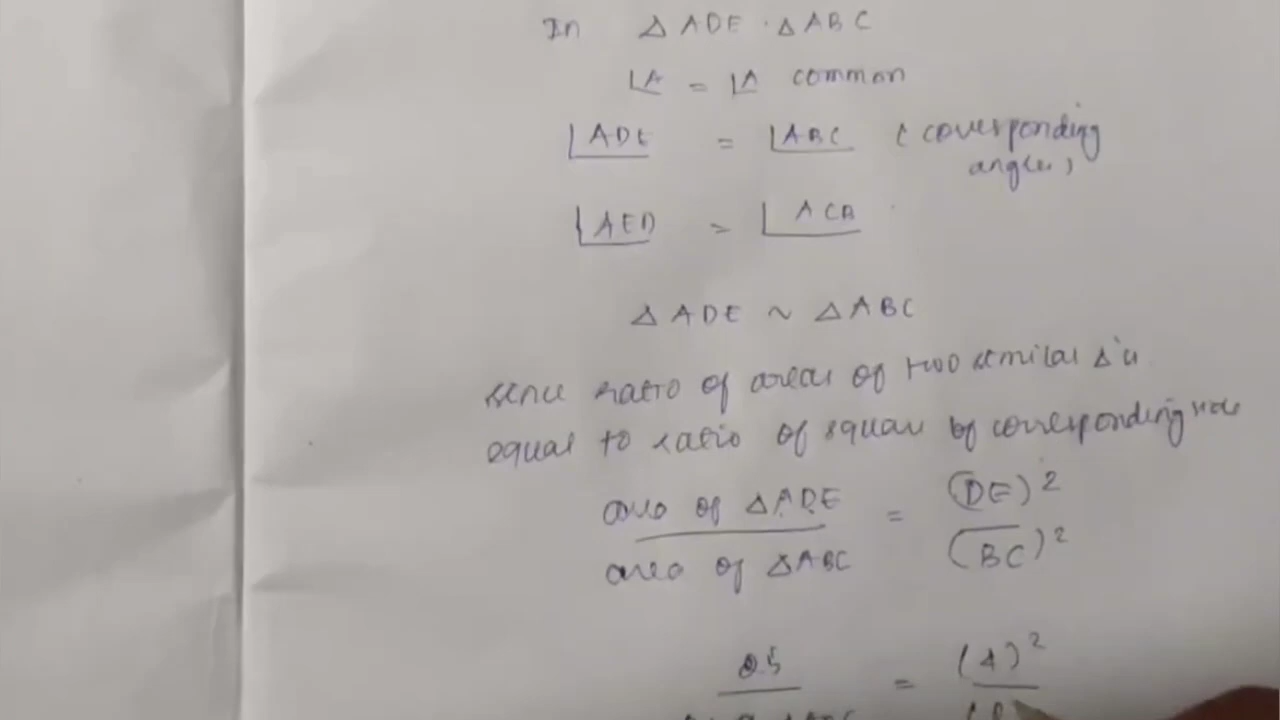 In △ ADE . △ ABC
∠A = ∠A common
∠ADE = ∠ABC ( corresponding
angle )
∠AED = ∠ACB
△ ADE ~ △ ABC
since ratio of areas of two similar △'s
equal to ratio of square of corresponding
area of △ADE = (DE)²
area of △ABC (BC)²
25 = (4)²